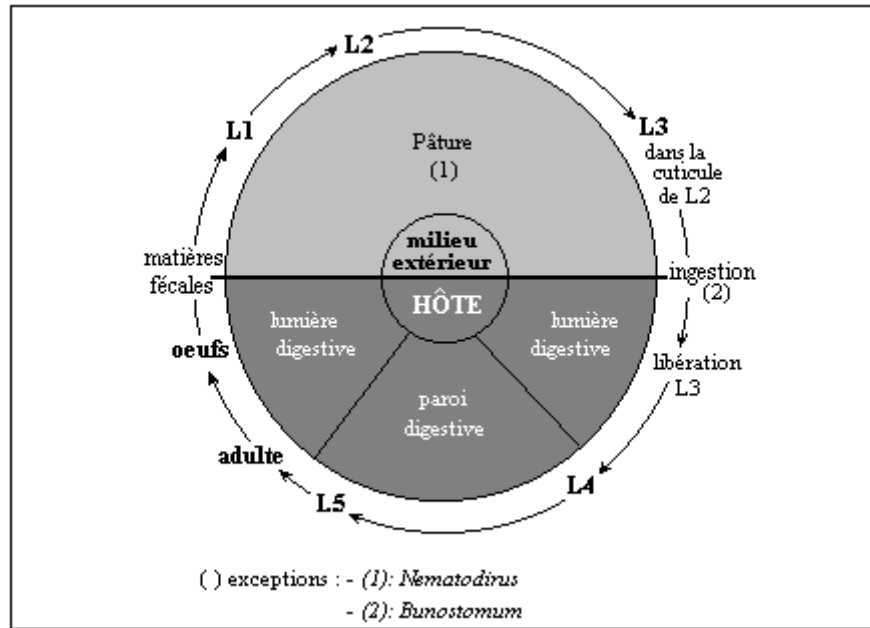 L2
L1
L3
dans la
cuticule
de L2
Pâture
(1)
milieu
extérieur
matières
fécales
ingestion
(2)
HÔTE
lumière
digestive
lumière
digestive
oeufs
libération
L3
paroi
digestive
adulte
L4
L5
( ) exceptions : - (1): Nematodirus
- (2): Bunostomum